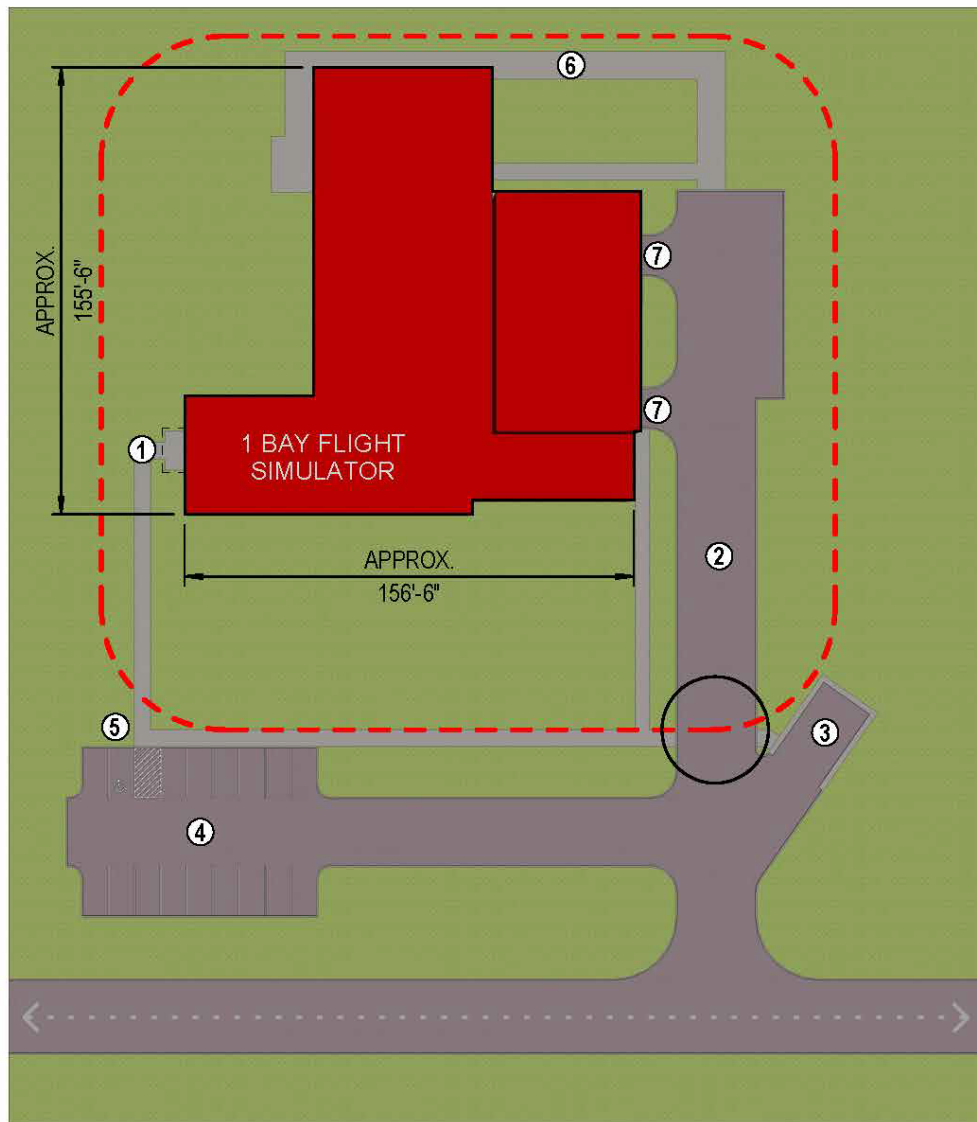 6
APPROX.
155'-6"
7
7
1
1 BAY FLIGHT
SIMULATOR
2
APPROX.
156'-6"
5
3
4